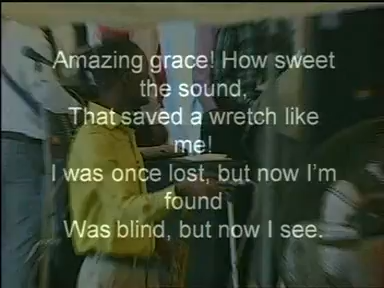 Amazing grace! How sweet
the sound,
That saved a wretch like
me!
I was once lost, but now I'm
found
Was blind, but now I see.